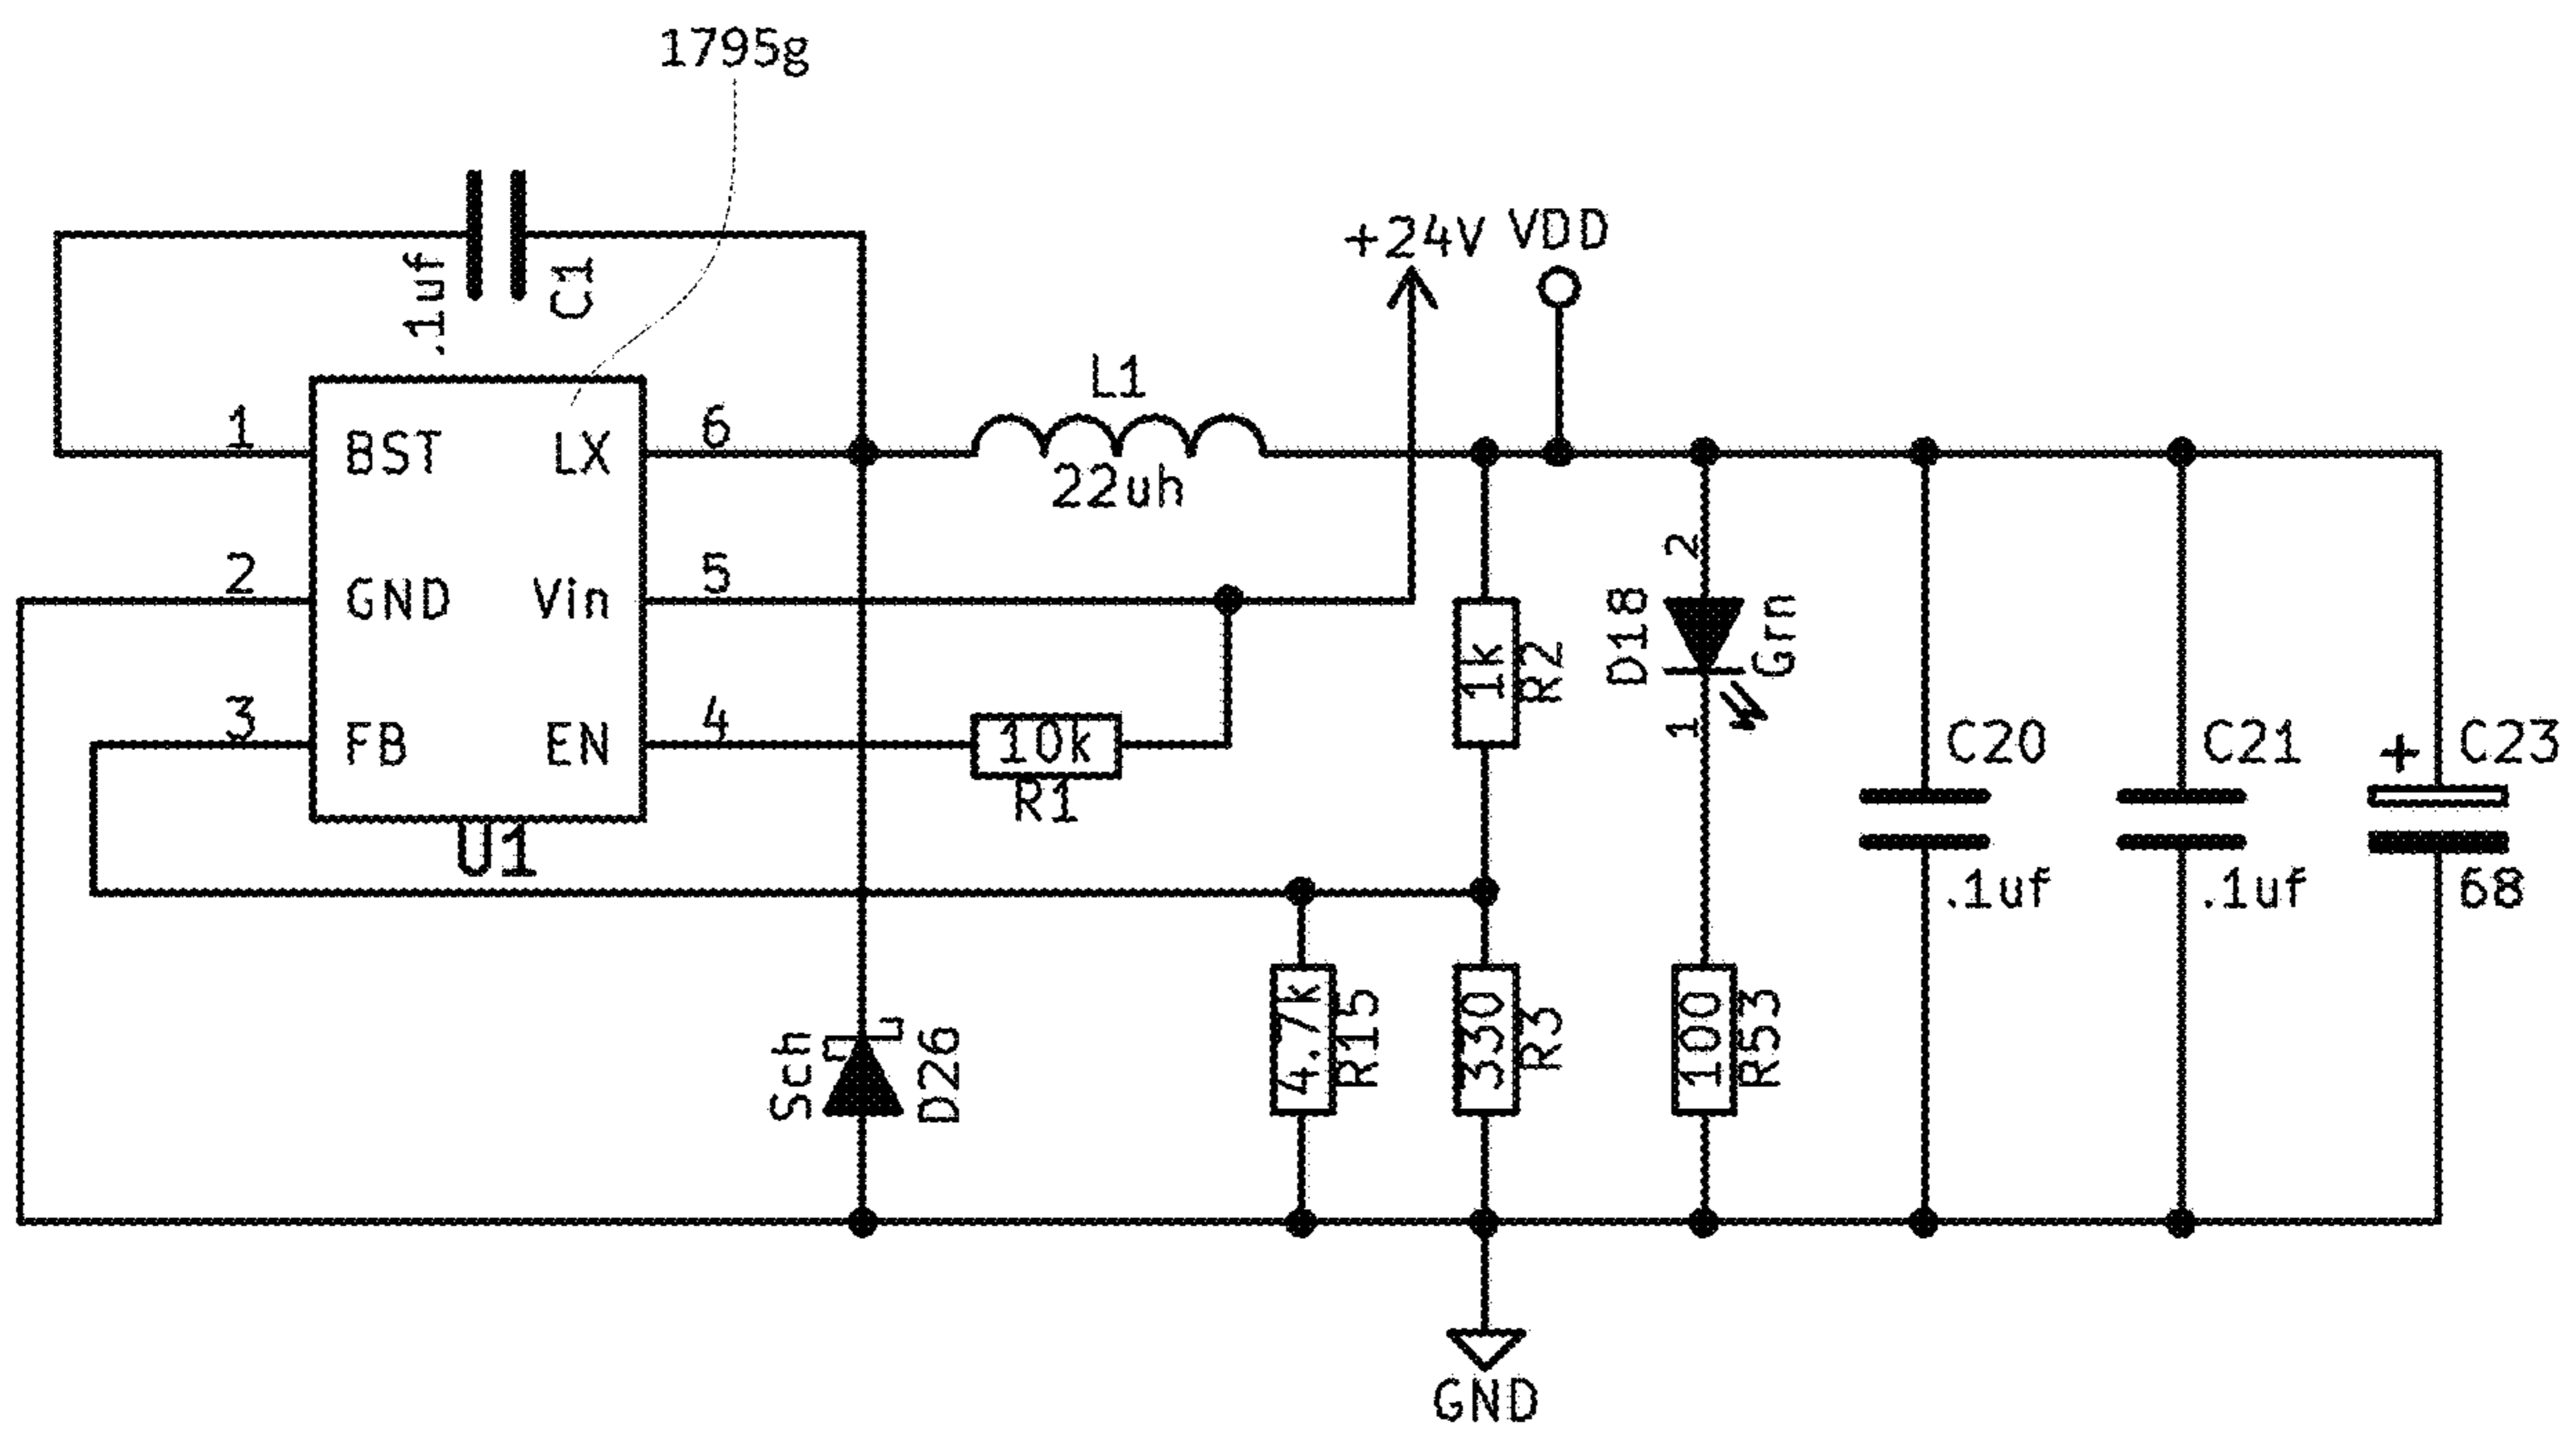 1795g
.1uf
C1
+24V
VDD
L1
22uh
1
BST
LX
6
2
GND
Vin
5
3
FB
EN
4
U1
10k
R1
1k
R2
2
D18
Grn
1
C20
.1uf
C21
.1uf
+
C23
68
Sch
D26
4.7k
R15
330
R3
100
R53
GND